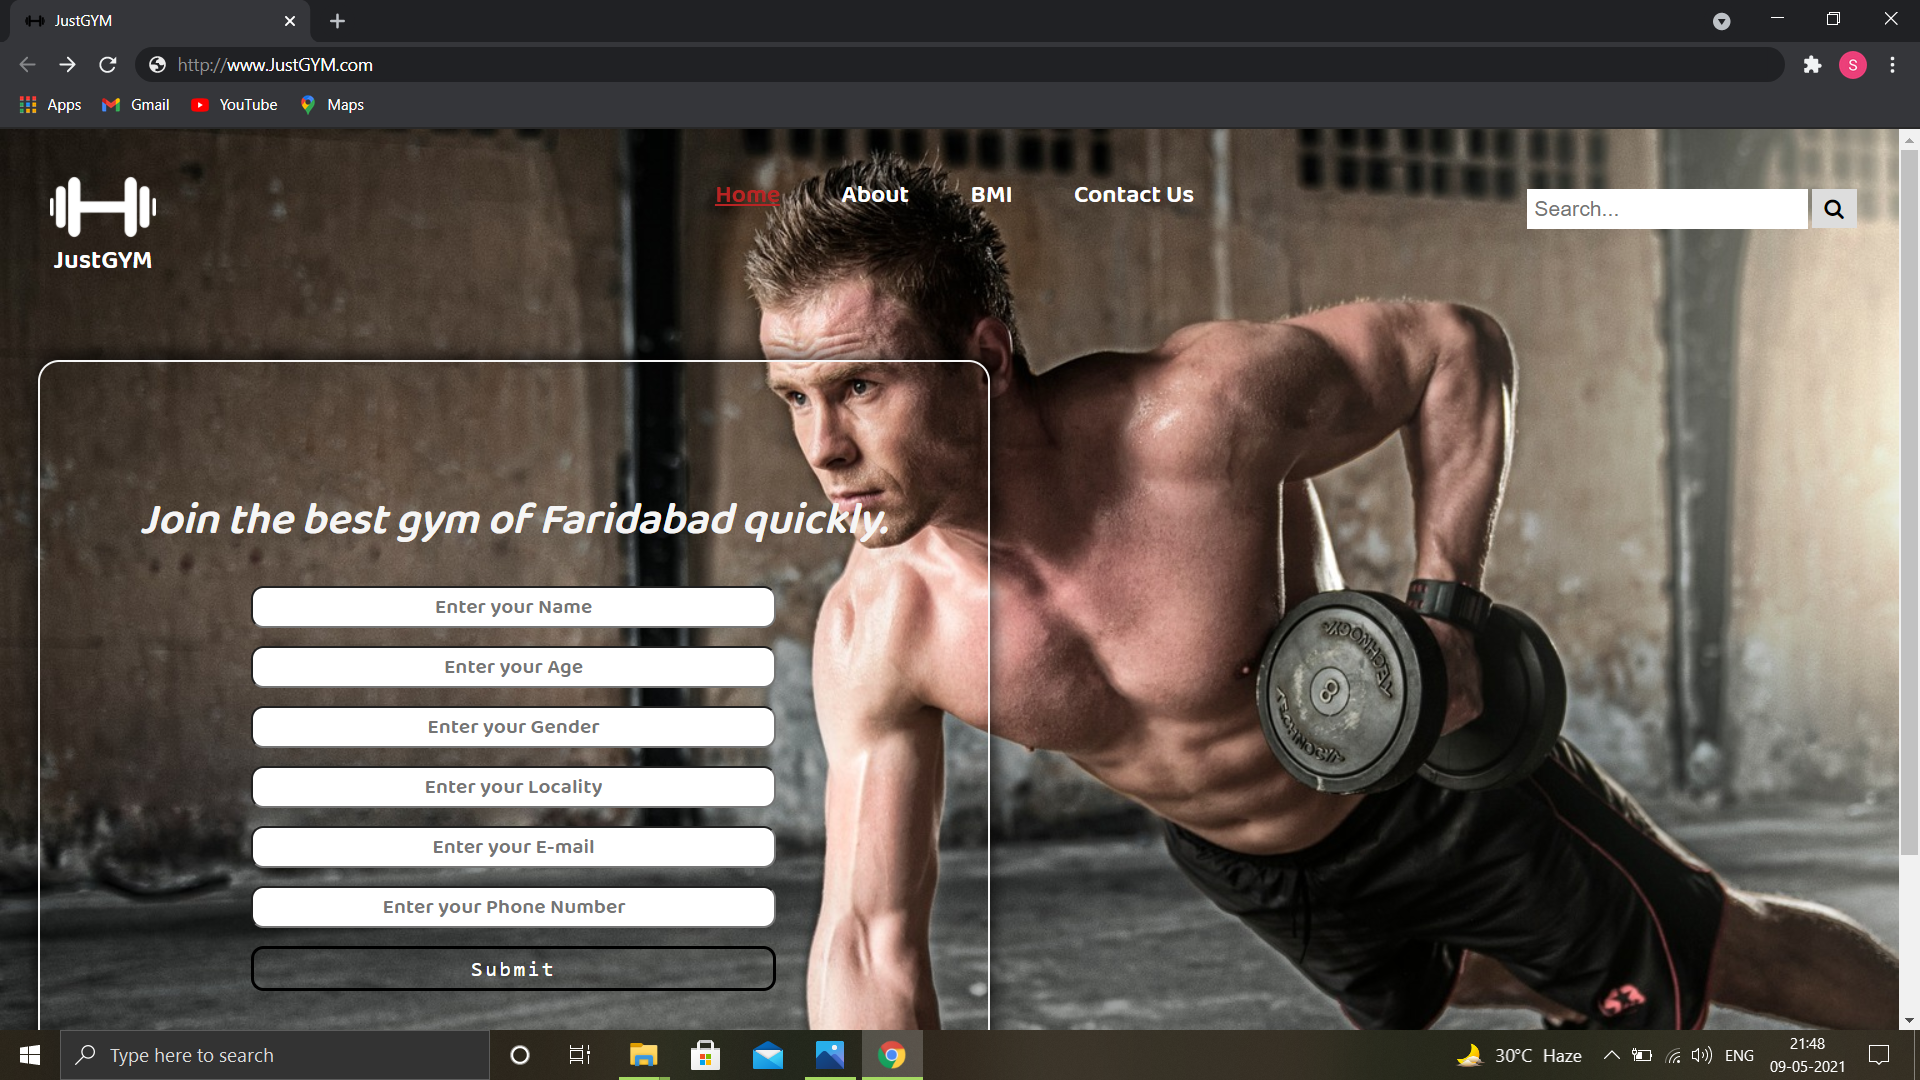 JustGYM
http://www.JustGYM.com
S
Apps Gmail YouTube Maps
JustGYM
Home About BMI Contact Us
Search...
Join the best gym of Faridabad quickly.
Enter your Name
Enter your Age
Enter your Gender
Enter your Locality
Enter your E-mail
Enter your Phone Number
Submit
8
Type here to search
30°C Haze
ENG
21:48
09-05-2021